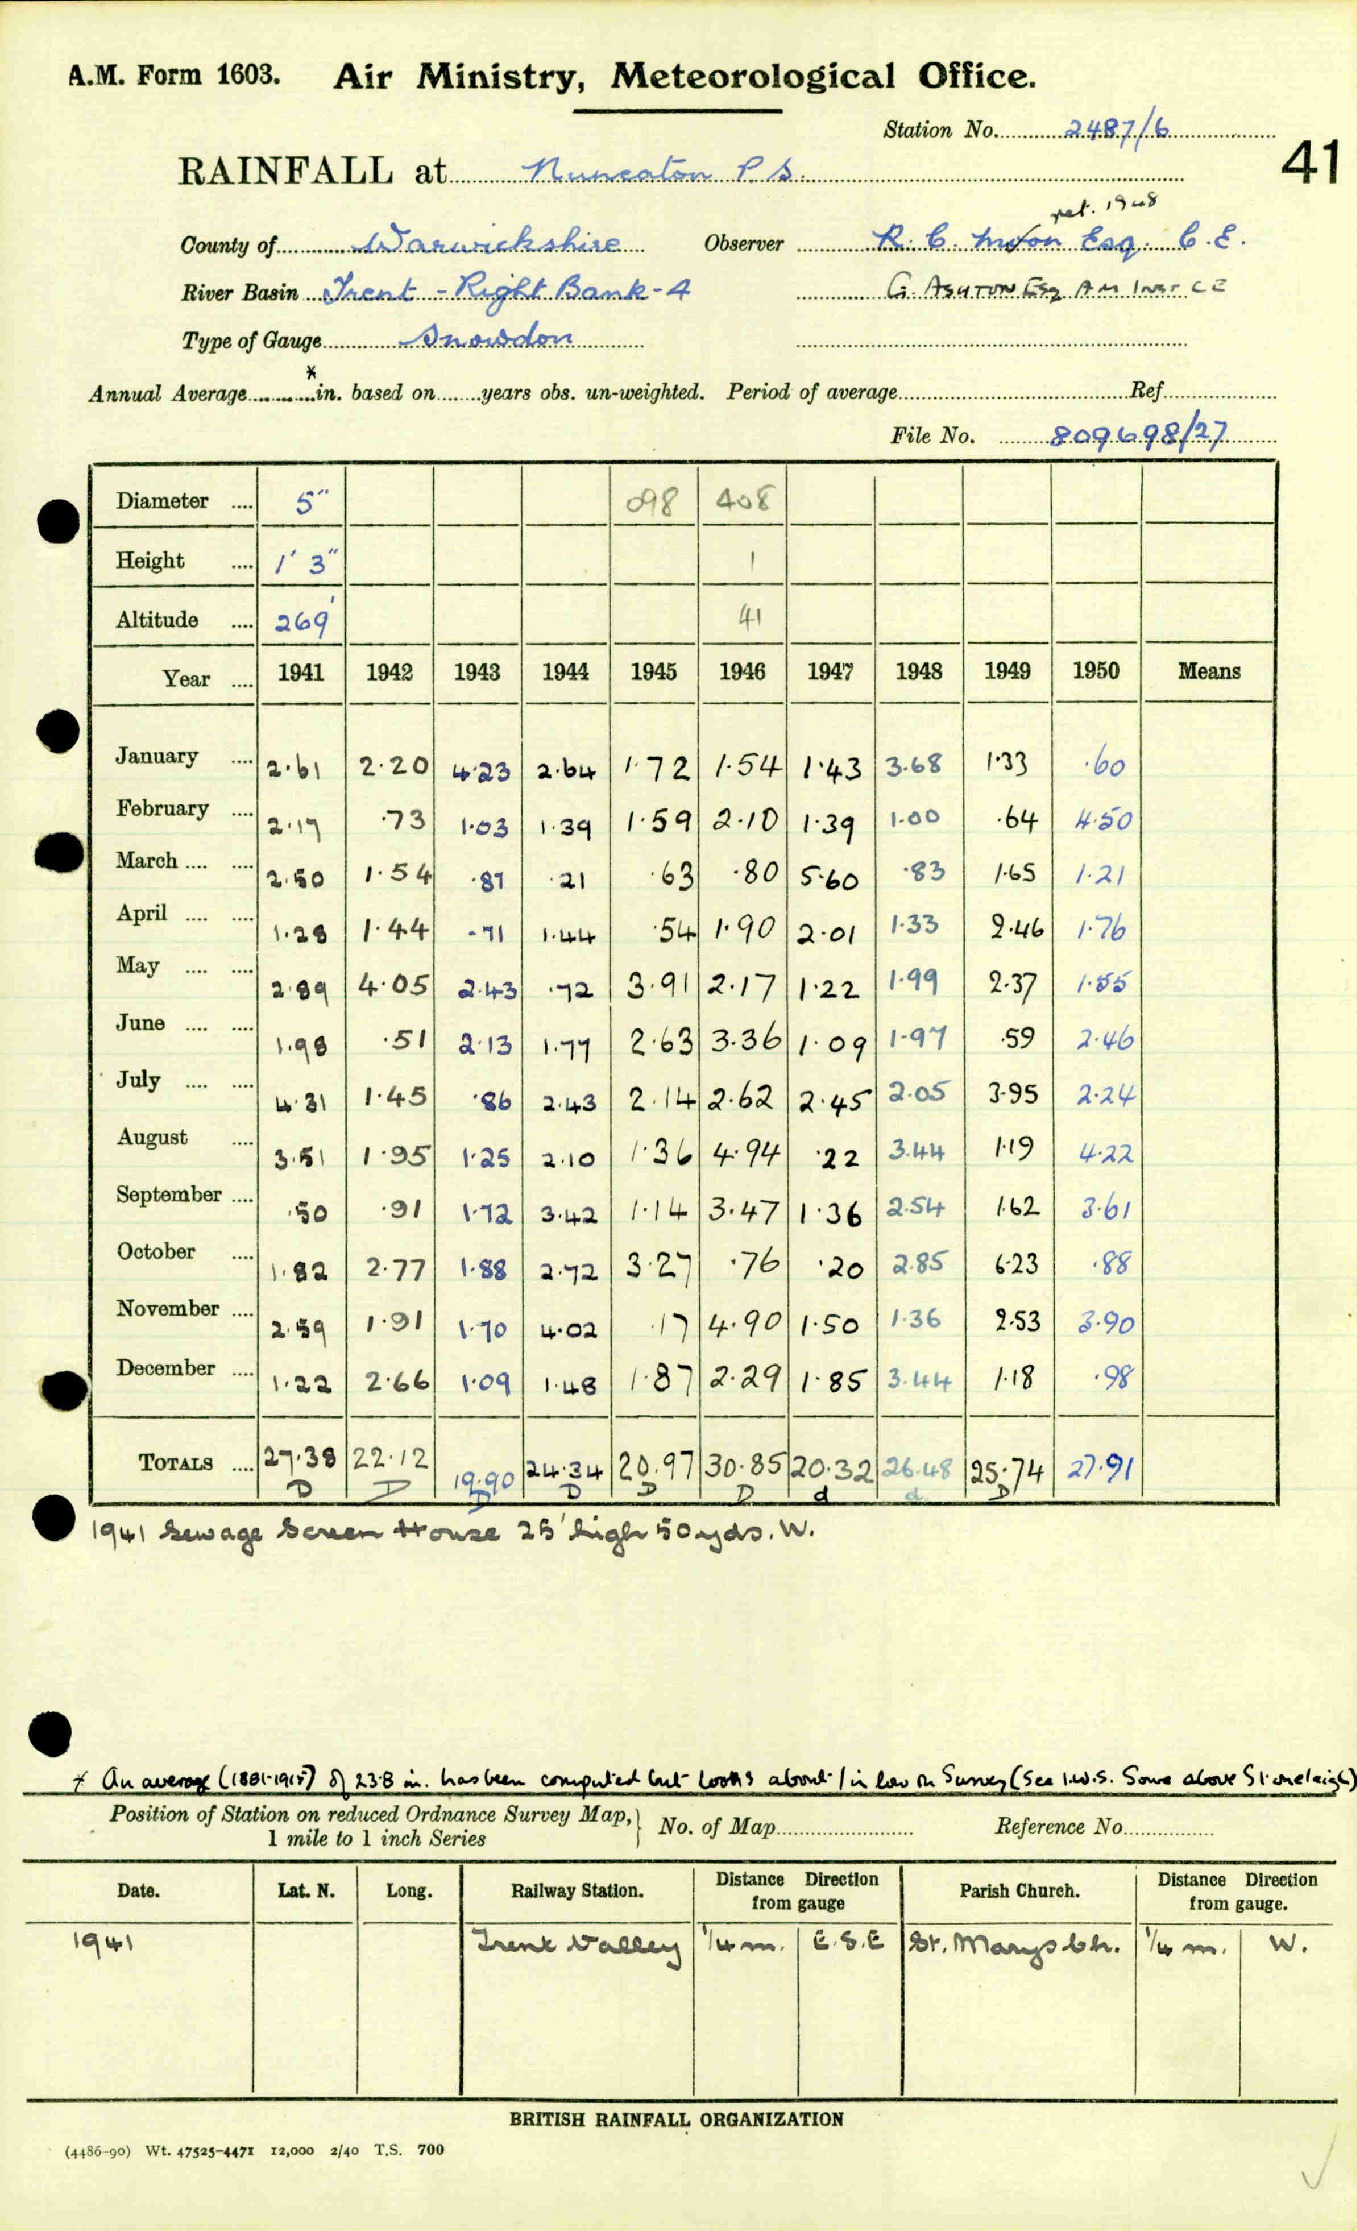 A.M. Form 1603. Air Ministry, Meteorological Office.
Station No. 2487/6
41
RAINFALL at Nuneaton P.S.
ret. 1948
County of Warwickshire Observer R. C. Moon Esq. C.E.
River Basin Trent - Right Bank - 4 G. ASHTON Esq A M Inst C E
Type of Gauge Snowdon
Annual Average *in. based on years obs. un-weighted. Period of average Ref
File No. 809698/27
Diameter .... 5" 098 408
Height .... 1' 3" 1
Altitude .... 269' 41
Year .... 1941 1942 1943 1944 1945 1946 1947 1948 1949 1950 Means
January .... 2.61 2.20 4.23 2.64 1.72 1.54 1.43 3.68 1.33 .60
February .... 2.17 .73 1.03 1.39 1.59 2.10 1.39 1.00 .64 4.50
March .... .... 2.50 1.54 .87 .21 .63 .80 5.60 .83 1.65 1.21
April .... .... 1.28 1.44 .71 1.44 .54 1.90 2.01 1.33 2.46 1.76
May .... .... 2.89 4.05 2.43 .72 3.91 2.17 1.22 1.99 2.37 1.55
June .... .... 1.98 .51 2.13 1.77 2.63 3.36 1.09 1.97 .59 2.46
July .... .... 4.31 1.45 .86 2.43 2.14 2.62 2.45 2.05 3.95 2.24
August .... 3.51 1.95 1.25 2.10 1.36 4.94 .22 3.44 1.19 4.22
September .... .50 .91 1.72 3.42 1.14 3.47 1.36 2.54 1.62 3.61
October .... 1.82 2.77 1.88 2.72 3.27 .76 .20 2.85 6.23 .88
November .... 2.59 1.91 1.70 4.02 .17 4.90 1.50 1.36 2.53 3.90
December .... 1.22 2.66 1.09 1.48 1.87 2.29 1.85 3.44 1.18 .98
TOTALS .... 27.38 22.12 19.90 24.34 20.97 30.85 20.32 26.48 25.74 27.91
D D D D D D d d D
1941 Sewage Screen House 25' high 50 yds. W.
* An average (1881-1915) of 23.8 in. has been computed but looks about 1 in low on Survey (See I.W.S. Sowe above Stoneleigh)
Position of Station on reduced Ordnance Survey Map, 1 mile to 1 inch Series } No. of Map Reference No.
Date. Lat. N. Long. Railway Station. Distance Direction from gauge Parish Church. Distance Direction from gauge.
1941 Trent Valley 1/4 m. E.S.E St. Marys Ch. 1/4 m. W.
BRITISH RAINFALL ORGANIZATION
(4486-90) Wt. 47525-4471 12,000 2/40 T.S. 700